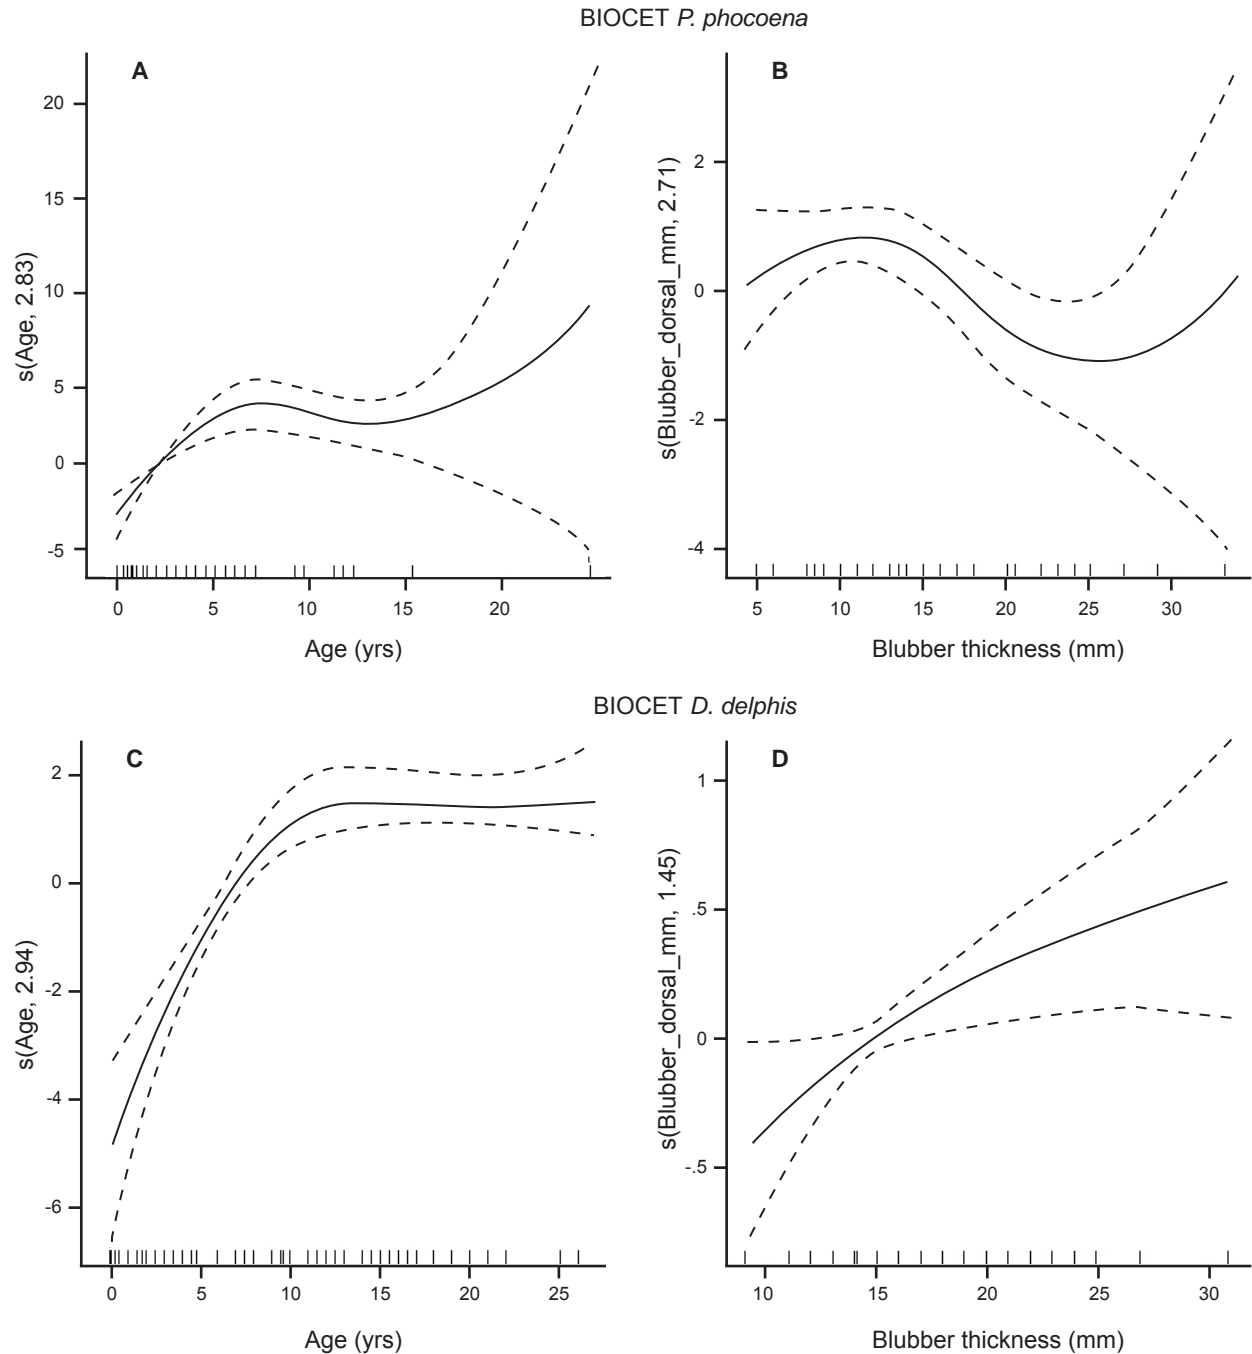 BIOCET P. phocoena
A
20
15
10
5
0
-5
s(Age, 2.83)
0 5 10 15 20
Age (yrs)
B
2
0
-2
-4
s(Blubber_dorsal_mm, 2.71)
5 10 15 20 25 30
Blubber thickness (mm)
BIOCET D. delphis
C
2
0
-2
-4
-6
s(Age, 2.94)
0 5 10 15 20 25
Age (yrs)
D
1
.5
0
-.5
s(Blubber_dorsal_mm, 1.45)
10 15 20 25 30
Blubber thickness (mm)